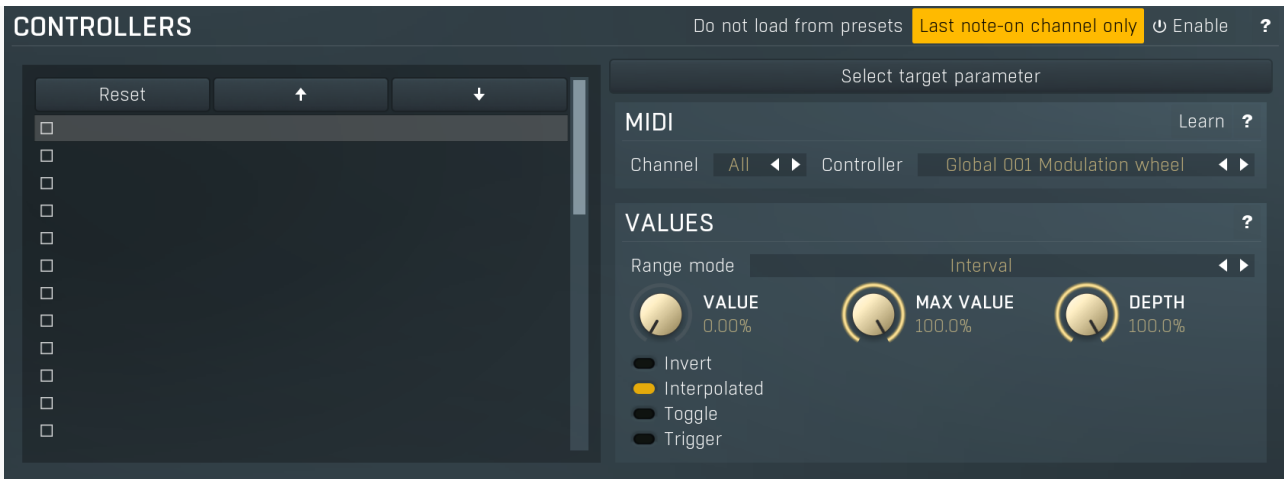 CONTROLLERS Do not load from presets Last note-on channel only Enable ?
Select target parameter
Reset
MIDI Learn ?
Channel All Controller Global 001 Modulation wheel
VALUES ?
Range mode Interval
VALUE MAX VALUE DEPTH
0.00% 100.0% 100.0%
Invert
Interpolated
Toggle
Trigger